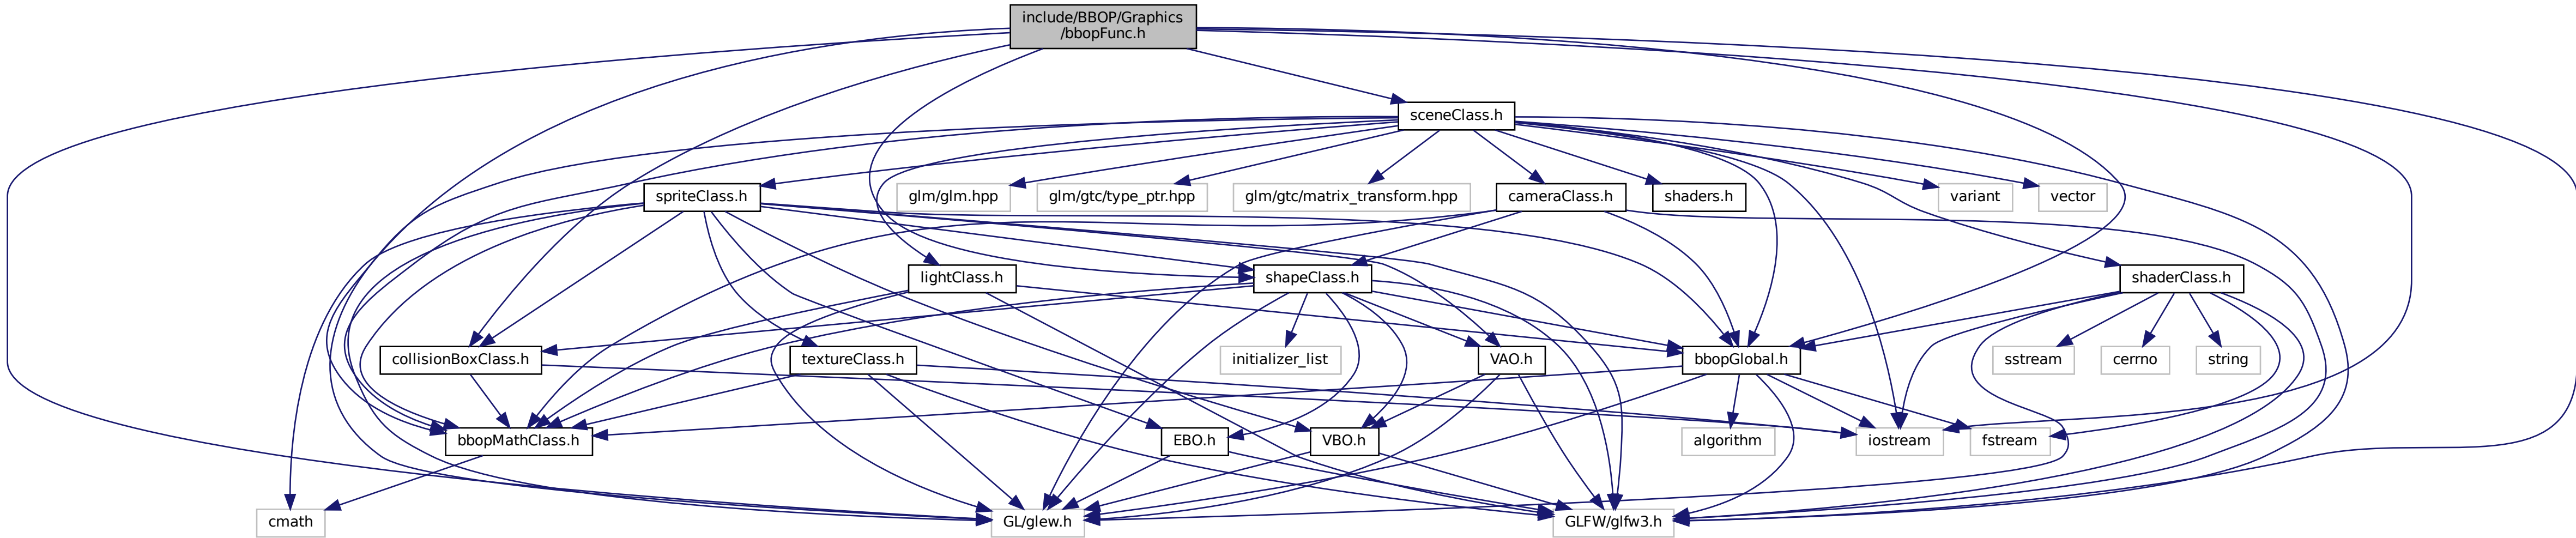 include/BBOP/Graphics
/bbopFunc.h
sceneClass.h
spriteClass.h
glm/glm.hpp
glm/gtc/type_ptr.hpp
glm/gtc/matrix_transform.hpp
cameraClass.h
shaders.h
variant
vector
lightClass.h
shapeClass.h
shaderClass.h
collisionBoxClass.h
textureClass.h
initializer_list
VAO.h
bbopGlobal.h
sstream
cerrno
string
bbopMathClass.h
EBO.h
VBO.h
algorithm
iostream
fstream
cmath
GL/glew.h
GLFW/glfw3.h